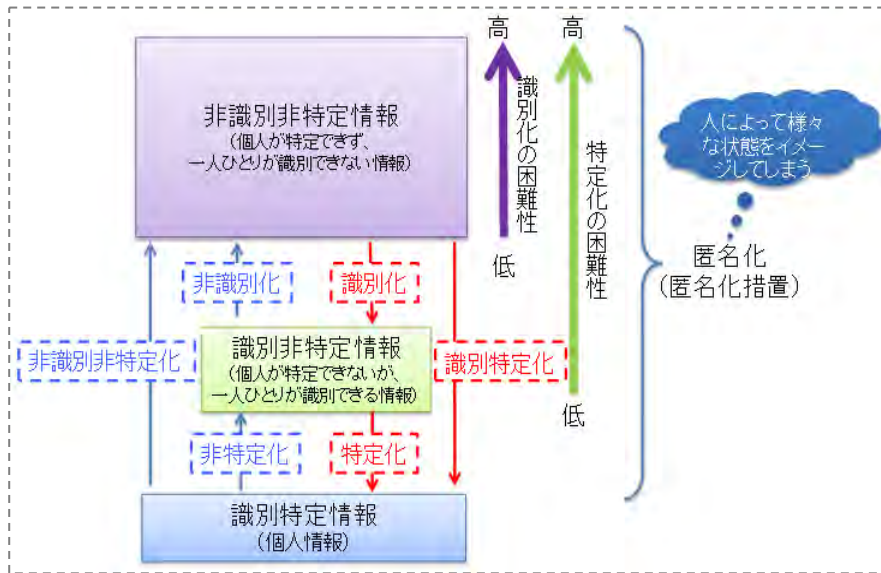 高
高
非識別非特定情報
(個人が特定できず、
一人ひとりが識別できない情報)
識別化の困難性
低
特定化の困難性
低
人によって様々
な状態をイメー
ジしてしまう
匿名化
(匿名化措置)
非識別化
識別化
非識別非特定化
識別非特定情報
(個人が特定できないが、
一人ひとりが識別できる情報)
識別特定化
非特定化
特定化
識別特定情報
(個人情報)